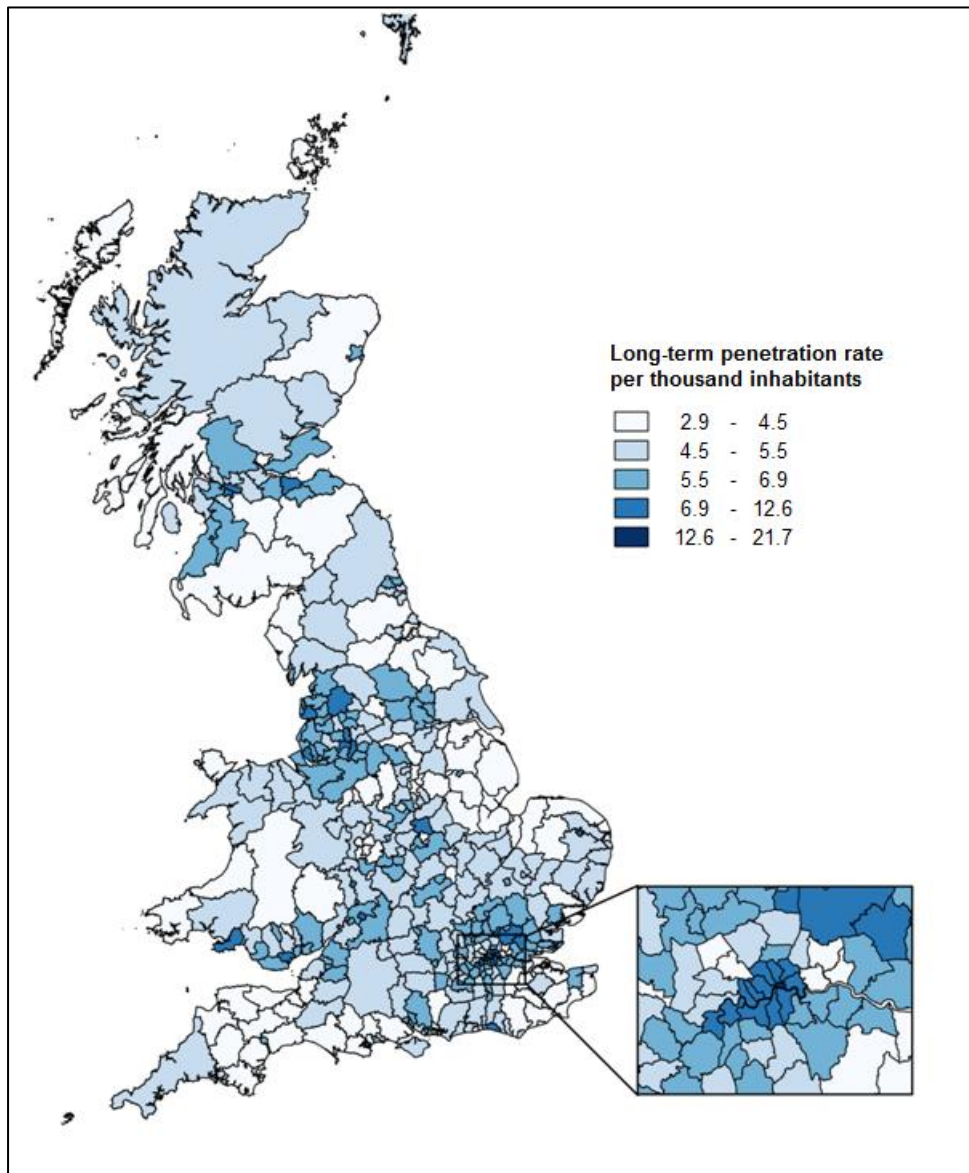 Long-term penetration rate
per thousand inhabitants
2.9 - 4.5
4.5 - 5.5
5.5 - 6.9
6.9 - 12.6
12.6 - 21.7